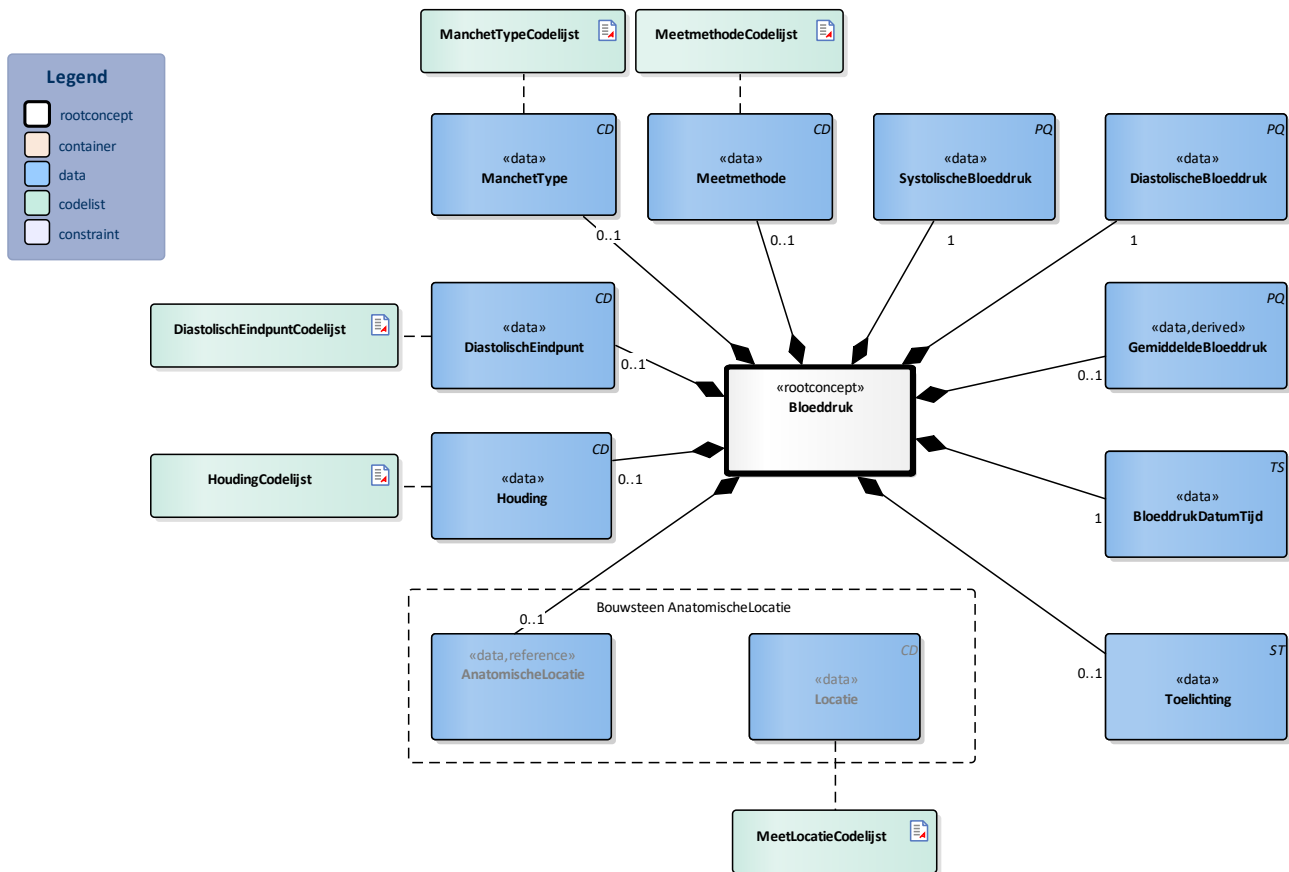 ManchetTypeCodelijst
MeetmethodeCodelijst
Legend
rootconcept
container
data
codelist
constraint
CD
«data»
ManchetType
0..1
CD
«data»
Meetmethode
0..1
PQ
«data»
SystolischeBloeddruk
1
PQ
«data»
DiastolischeBloeddruk
1
DiastolischEindpuntCodelijst
CD
«data»
DiastolischEindpunt
0..1
PQ
«data,derived»
GemiddeldeBloeddruk
0..1
«rootconcept»
Bloeddruk
HoudingCodelijst
CD
«data»
Houding
0..1
TS
«data»
BloeddrukDatumTijd
1
Bouwsteen AnatomischeLocatie
0..1
«data,reference»
AnatomischeLocatie
CD
«data»
Locatie
ST
«data»
Toelichting
0..1
MeetLocatieCodelijst